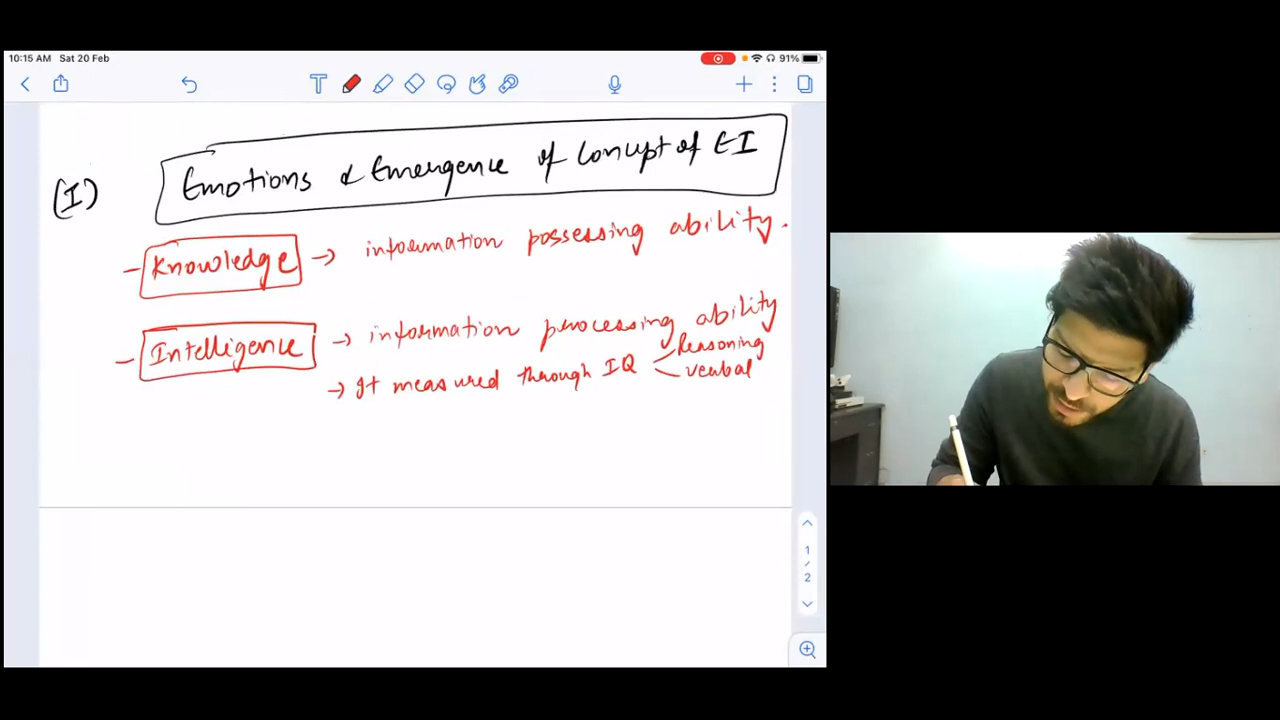 10:15 AM Sat 20 Feb
91%
T
(I) Emotions & Emergence of Concept of EI
- Knowledge → information possessing ability.
- Intelligence → information processing ability
→ It measured through IQ
Reasoning
verbal
1
/
2